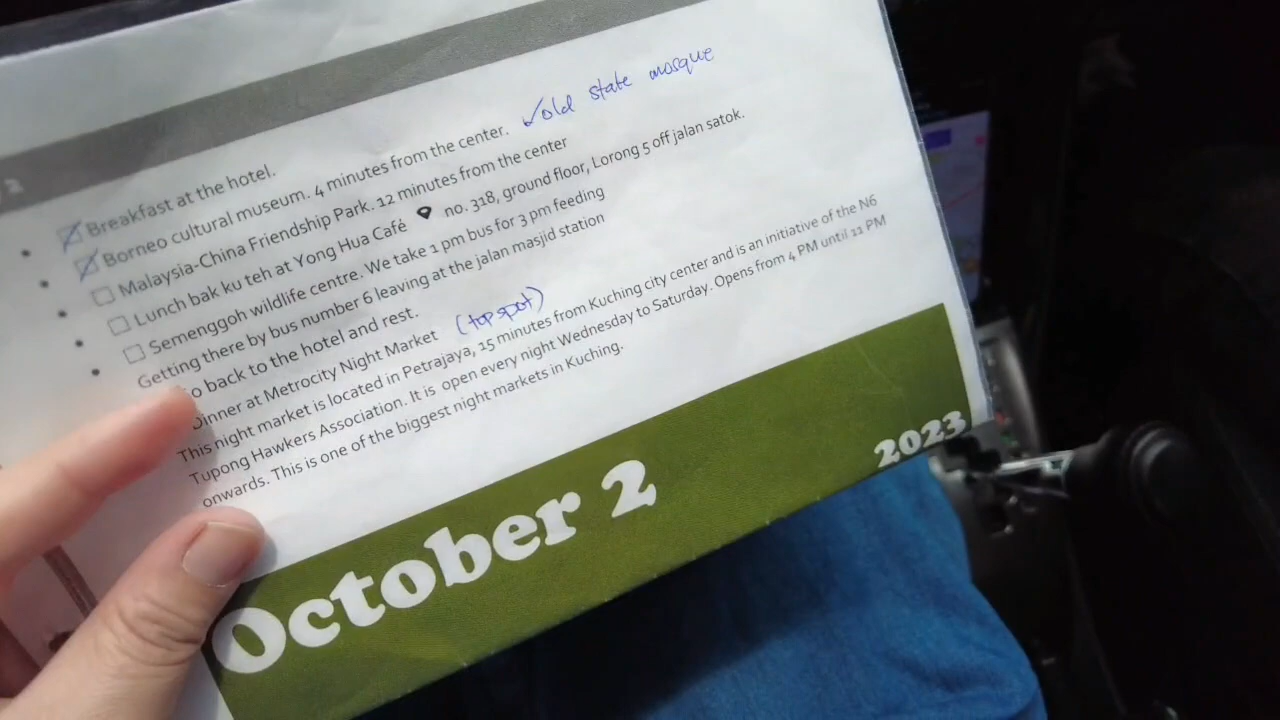 2
Breakfast at the hotel.
Borneo cultural museum. 4 minutes from the center. ✓old state mosque
Malaysia-China Friendship Park. 12 minutes from the center
Lunch bak ku teh at Yong Hua Café no. 318, ground floor, Lorong 5 off jalan satok.
Semenggoh wildlife centre. We take 1 pm bus for 3 pm feeding
Getting there by bus number 6 leaving at the jalan masjid station
o back to the hotel and rest.
Dinner at Metrocity Night Market (top spot)
This night market is located in Petrajaya, 15 minutes from Kuching city center and is an initiative of the N6
Tupong Hawkers Association. It is open every night Wednesday to Saturday. Opens from 4 PM until 11 PM
onwards. This is one of the biggest night markets in Kuching.
October 2
2023